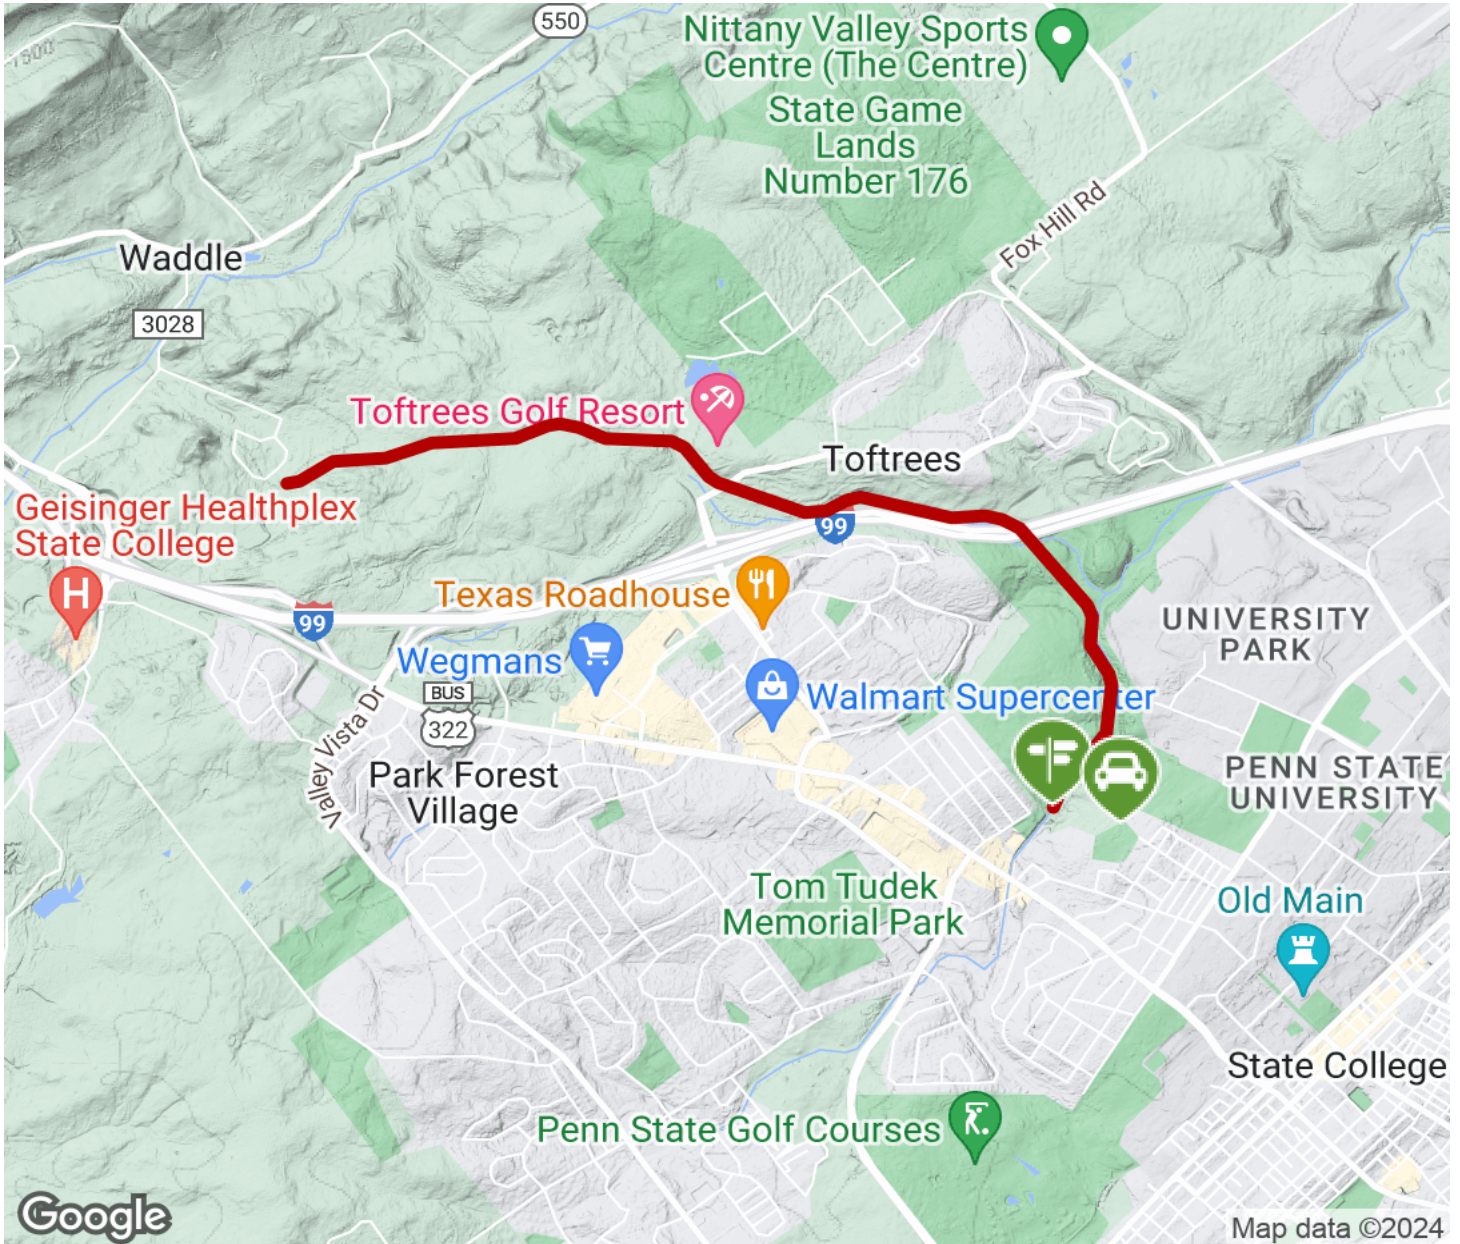 550
1500
Nittany Valley Sports
Centre (The Centre)
State Game
Lands
Number 176
Fox Hill Rd
Waddle
3028
Toftrees Golf Resort
Toftrees
Geisinger Healthplex
State College
H
99
99
Texas Roadhouse
Wegmans
BUS
322
Walmart Supercenter
UNIVERSITY
PARK
Valley Vista Dr
Park Forest
Village
PENN STATE
UNIVERSITY
Tom Tudek
Memorial Park
Old Main
State College
Penn State Golf Courses
Google
Map data ©2024